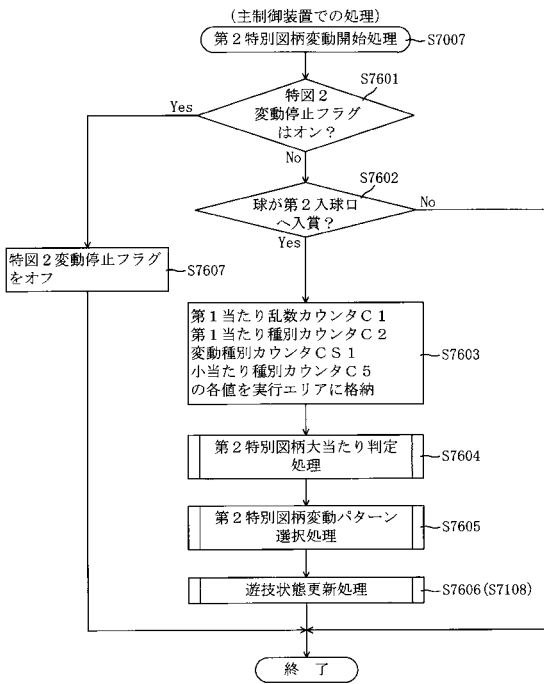 (主制御装置での処理)
第2特別図柄変動開始処理
S7007
S7601
特図2
変動停止フラグ
はオン?
Yes
No
S7602
球が第2入球口
へ入賞?
No
Yes
特図2変動停止フラグ
をオフ
S7607
第1当たり乱数カウンタC1
第1当たり種別カウンタC2
変動種別カウンタCS1
小当たり種別カウンタC5
の各値を実行エリアに格納
S7603
第2特別図柄大当たり判定
処理
S7604
第2特別図柄変動パターン
選択処理
S7605
遊技状態更新処理
S7606(S7108)
終 了